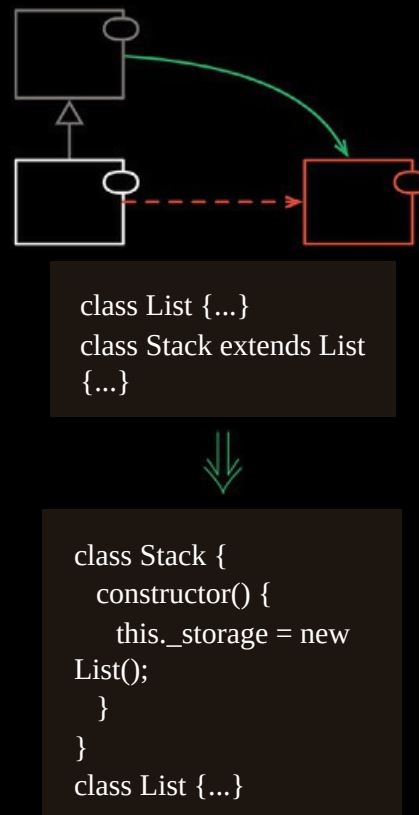 class List {...}
class Stack extends List
{...}
class Stack {
constructor() {
this._storage = new
List();
}
}
class List {...}